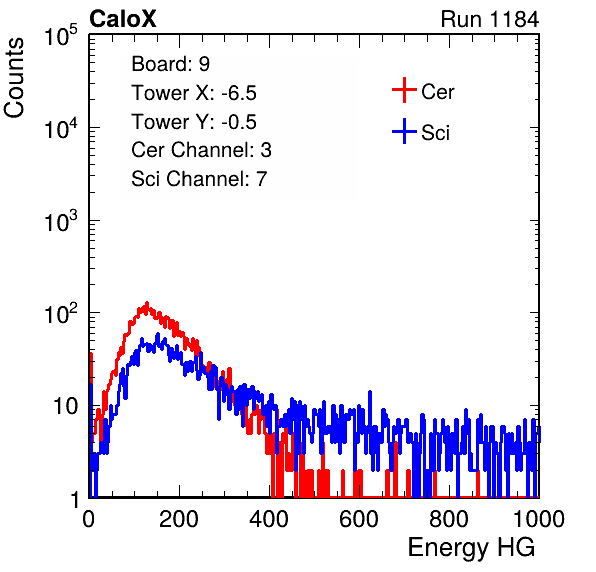 CaloX Run 1184
Counts
10^5
10^4
10^3
10^2
10
1
Board: 9
Tower X: -6.5
Tower Y: -0.5
Cer Channel: 3
Sci Channel: 7
Cer
Sci
0 200 400 600 800 1000
Energy HG